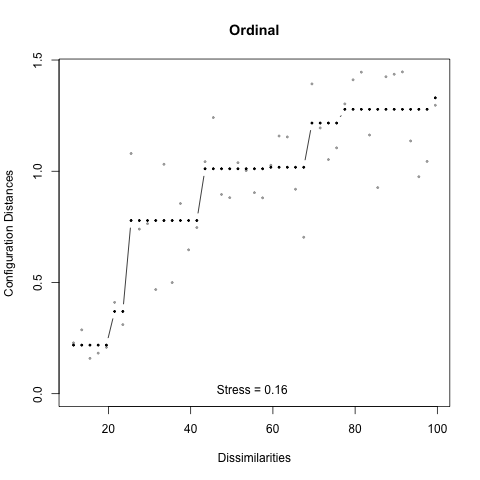 Ordinal
Configuration Distances
1.5
1.0
0.5
0.0
Stress = 0.16
20 40 60 80 100
Dissimilarities